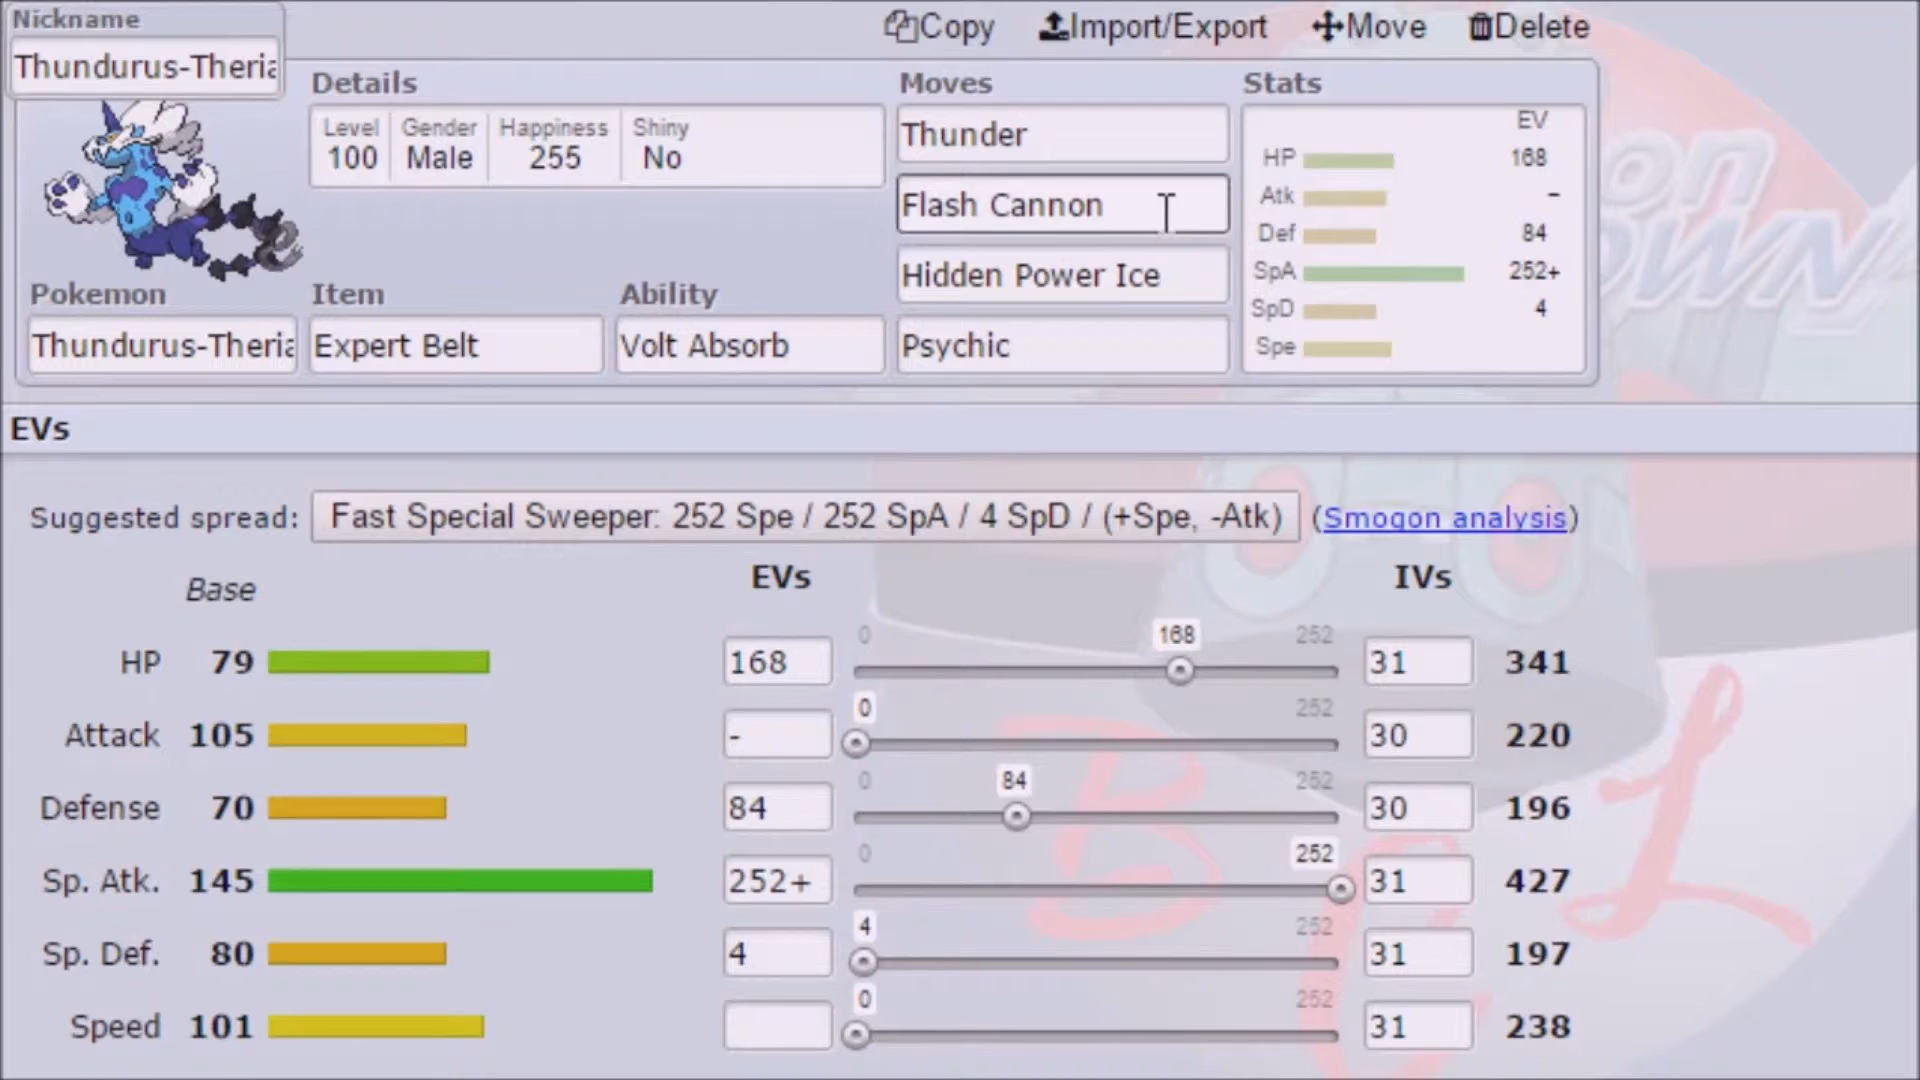 Nickname
Thundurus-Theria
Copy Import/Export Move Delete
Details
Level Gender Happiness Shiny
100 Male 255 No
Pokemon Item Ability
Thundurus-Theria Expert Belt Volt Absorb
Moves
Thunder
Flash Cannon
Hidden Power Ice
Psychic
Stats
EV
HP 168
Atk –
Def 84
SpA 252+
SpD 4
Spe
EVs
Suggested spread: Fast Special Sweeper: 252 Spe / 252 SpA / 4 SpD / (+Spe, -Atk) (Smogon analysis)
Base EVs IVs
0 168 252
HP 79 168 31 341
0 252
Attack 105 - 30 220
0 84 252
Defense 70 84 30 196
0 252
Sp. Atk. 145 252+ 31 427
4 252
Sp. Def. 80 4 31 197
0 252
Speed 101 31 238